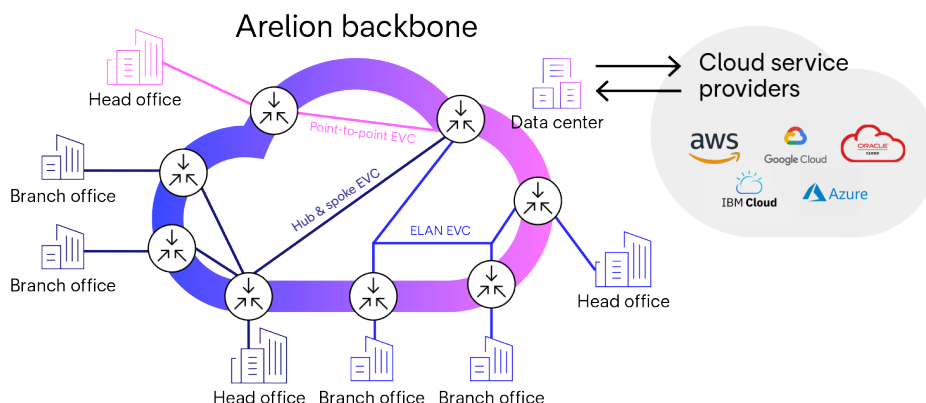 Arelion backbone
Head office
Point-to-point EVC
Data center
Cloud service
providers
aws
Google Cloud
ORACLE
CLOUD
IBM Cloud
Azure
Branch office
Hub & spoke EVC
ELAN EVC
Branch office
Head office
Head office
Branch office
Branch office